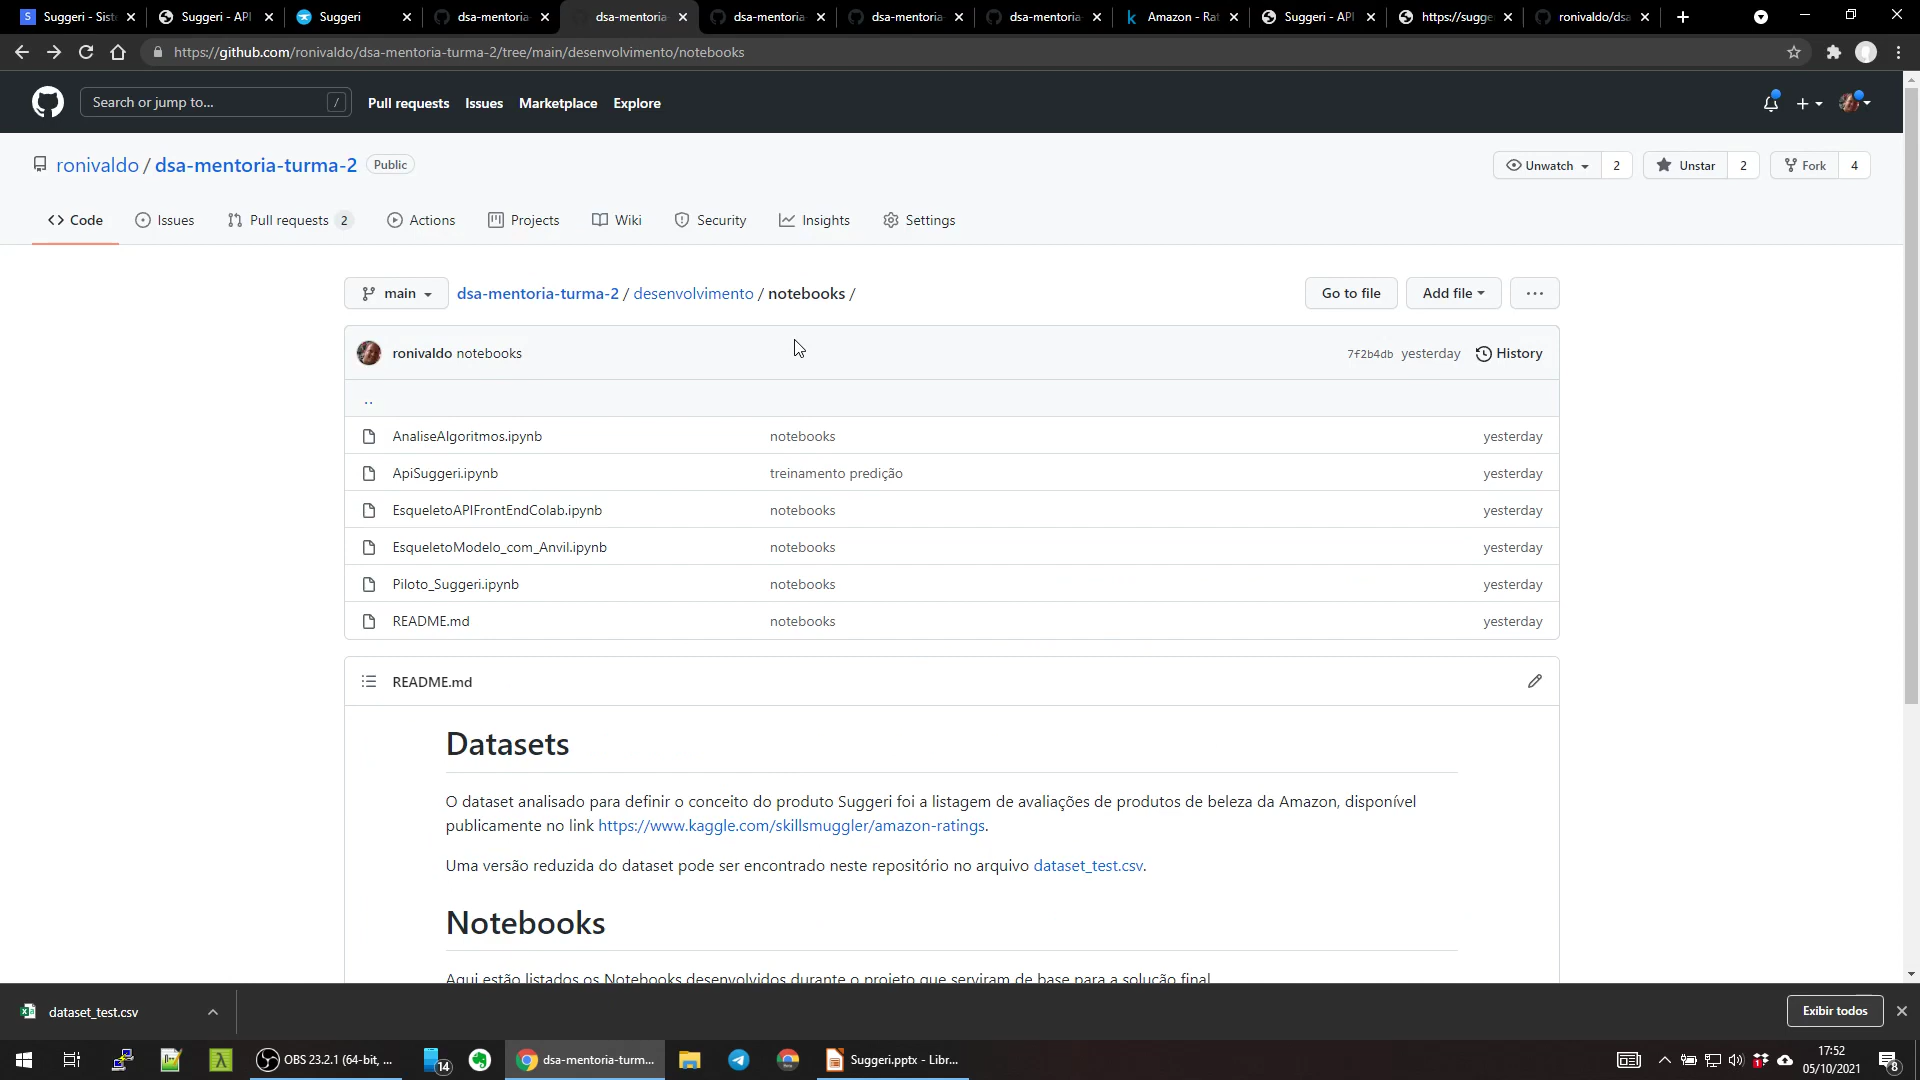 Suggeri - Sist
Suggeri - API
Suggeri
dsa-mentoria-
dsa-mentoria-
dsa-mentoria-
dsa-mentoria-
dsa-mentoria-
Amazon - Rat
Suggeri - API
https://sugge
ronivaldo/dsa
https://github.com/ronivaldo/dsa-mentoria-turma-2/tree/main/desenvolvimento/notebooks
Search or jump to... /
Pull requests Issues Marketplace Explore
ronivaldo / dsa-mentoria-turma-2 Public
Unwatch 2 Unstar 2 Fork 4
Code Issues Pull requests 2 Actions Projects Wiki Security Insights Settings
main dsa-mentoria-turma-2 / desenvolvimento / notebooks / Go to file Add file ...
ronivaldo notebooks 7f2b4db yesterday History
..
AnaliseAlgoritmos.ipynb notebooks yesterday
ApiSuggeri.ipynb treinamento predição yesterday
EsqueletoAPIFrontEndColab.ipynb notebooks yesterday
EsqueletoModelo_com_Anvil.ipynb notebooks yesterday
Piloto_Suggeri.ipynb notebooks yesterday
README.md notebooks yesterday
README.md
Datasets
O dataset analisado para definir o conceito do produto Suggeri foi a listagem de avaliações de produtos de beleza da Amazon, disponível
publicamente no link https://www.kaggle.com/skillsmuggler/amazon-ratings.
Uma versão reduzida do dataset pode ser encontrado neste repositório no arquivo dataset_test.csv.
Notebooks
Aqui estão listados os Notebooks desenvolvidos durante o projeto que serviram de base para a solução final.
dataset_test.csv Exibir todos
OBS 23.2.1 (64-bit, ... 14 dsa-mentoria-turm... Suggeri.pptx - Libr...
17:52
05/10/2021
8